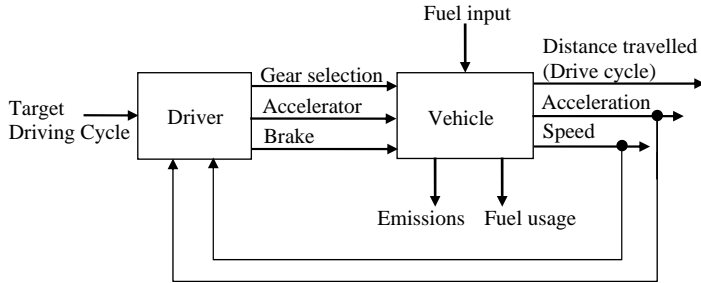 Fuel input
Distance travelled
(Drive cycle)
Gear selection
Target
Driving Cycle
Driver
Accelerator
Vehicle
Acceleration
Brake
Speed
Emissions
Fuel usage